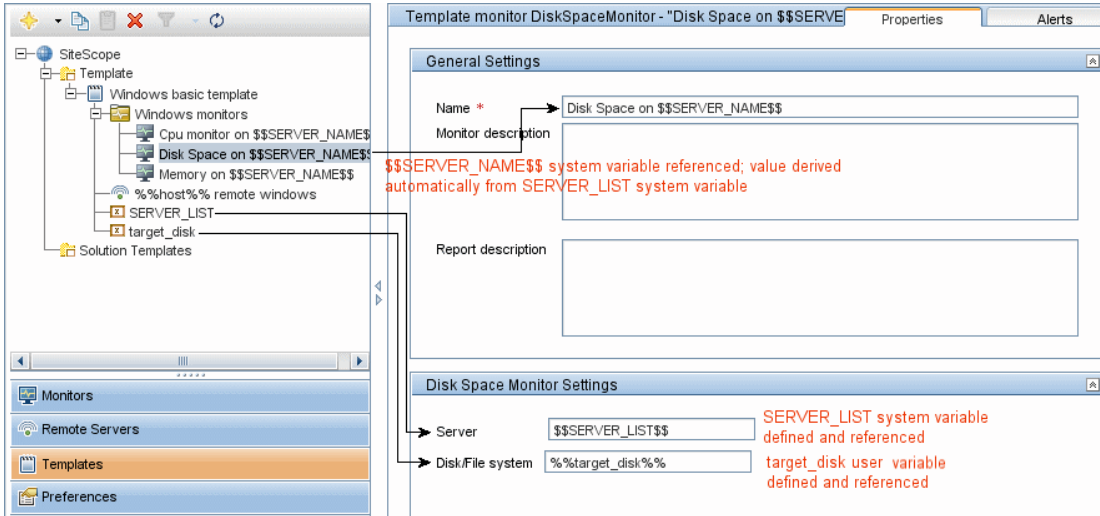 SiteScope
Template
Windows basic template
Windows monitors
Cpu monitor on $$SERVER_NAME$
Disk Space on $$SERVER_NAME$$
Memory on $$SERVER_NAME$$
%%host%% remote windows
SERVER_LIST
target_disk
Solution Templates
Monitors
Remote Servers
Templates
Preferences
Template monitor DiskSpaceMonitor - "Disk Space on $$SERVE
Properties
Alerts
General Settings
Name *
Disk Space on $$SERVER_NAME$$
Monitor description
$$SERVER_NAME$$ system variable referenced; value derived
automatically from SERVER_LIST system variable
Report description
Disk Space Monitor Settings
Server
$$SERVER_LIST$$
SERVER_LIST system variable
defined and referenced
Disk/File system
%%target_disk%%
target_disk user variable
defined and referenced